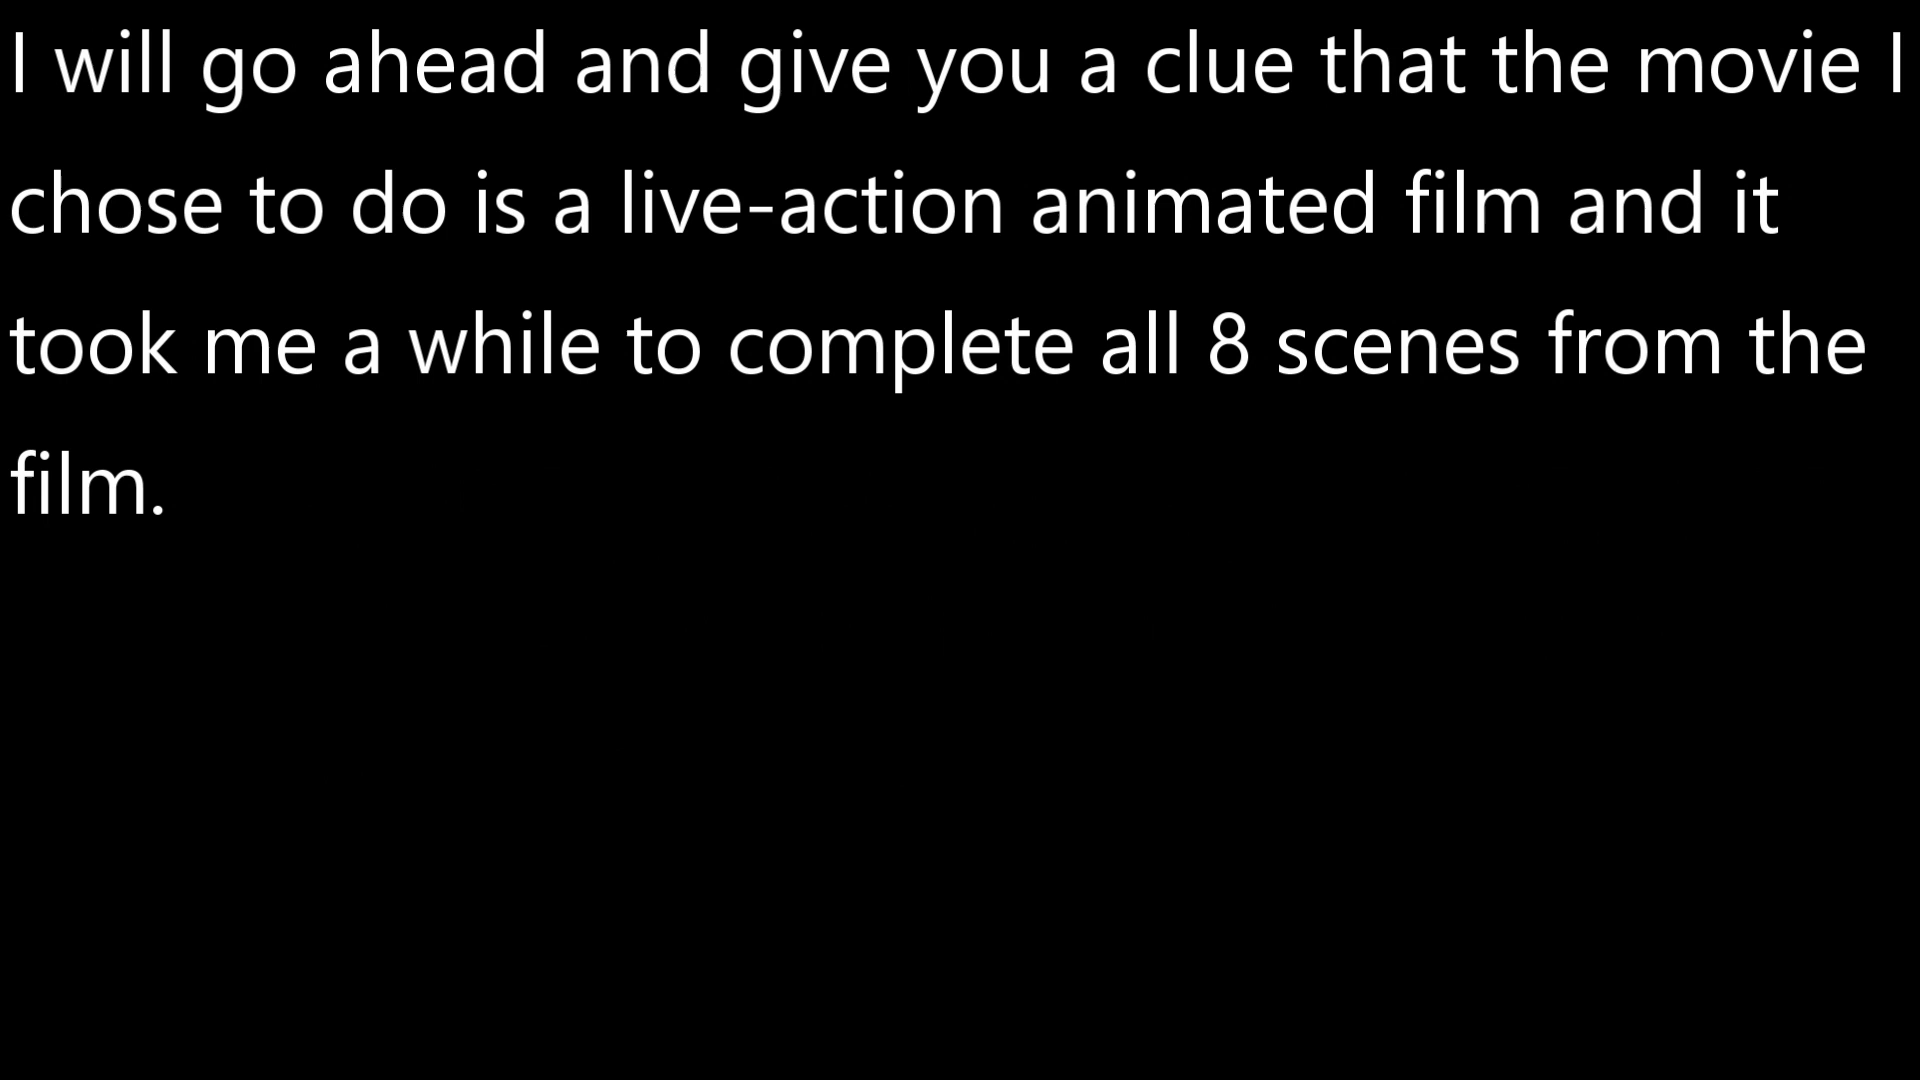 I will go ahead and give you a clue that the movie I
chose to do is a live-action animated film and it
took me a while to complete all 8 scenes from the
film.